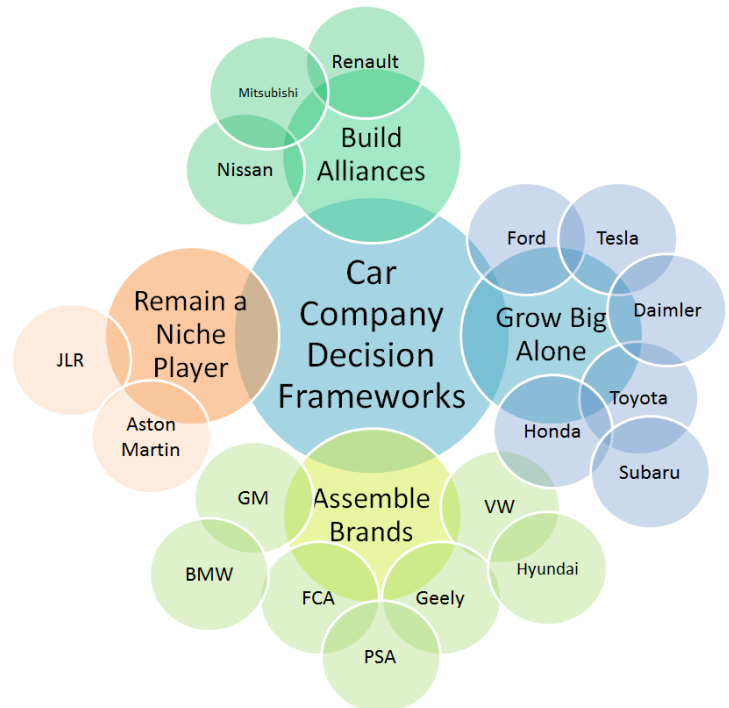 Renault
Mitsubishi
Build
Alliances
Nissan
Ford
Tesla
Car
Company
Decision
Frameworks
Remain a
Niche
Player
Grow Big
Alone
Daimler
JLR
Toyota
Aston
Martin
Honda
Subaru
GM
Assemble
Brands
VW
BMW
FCA
Geely
Hyundai
PSA